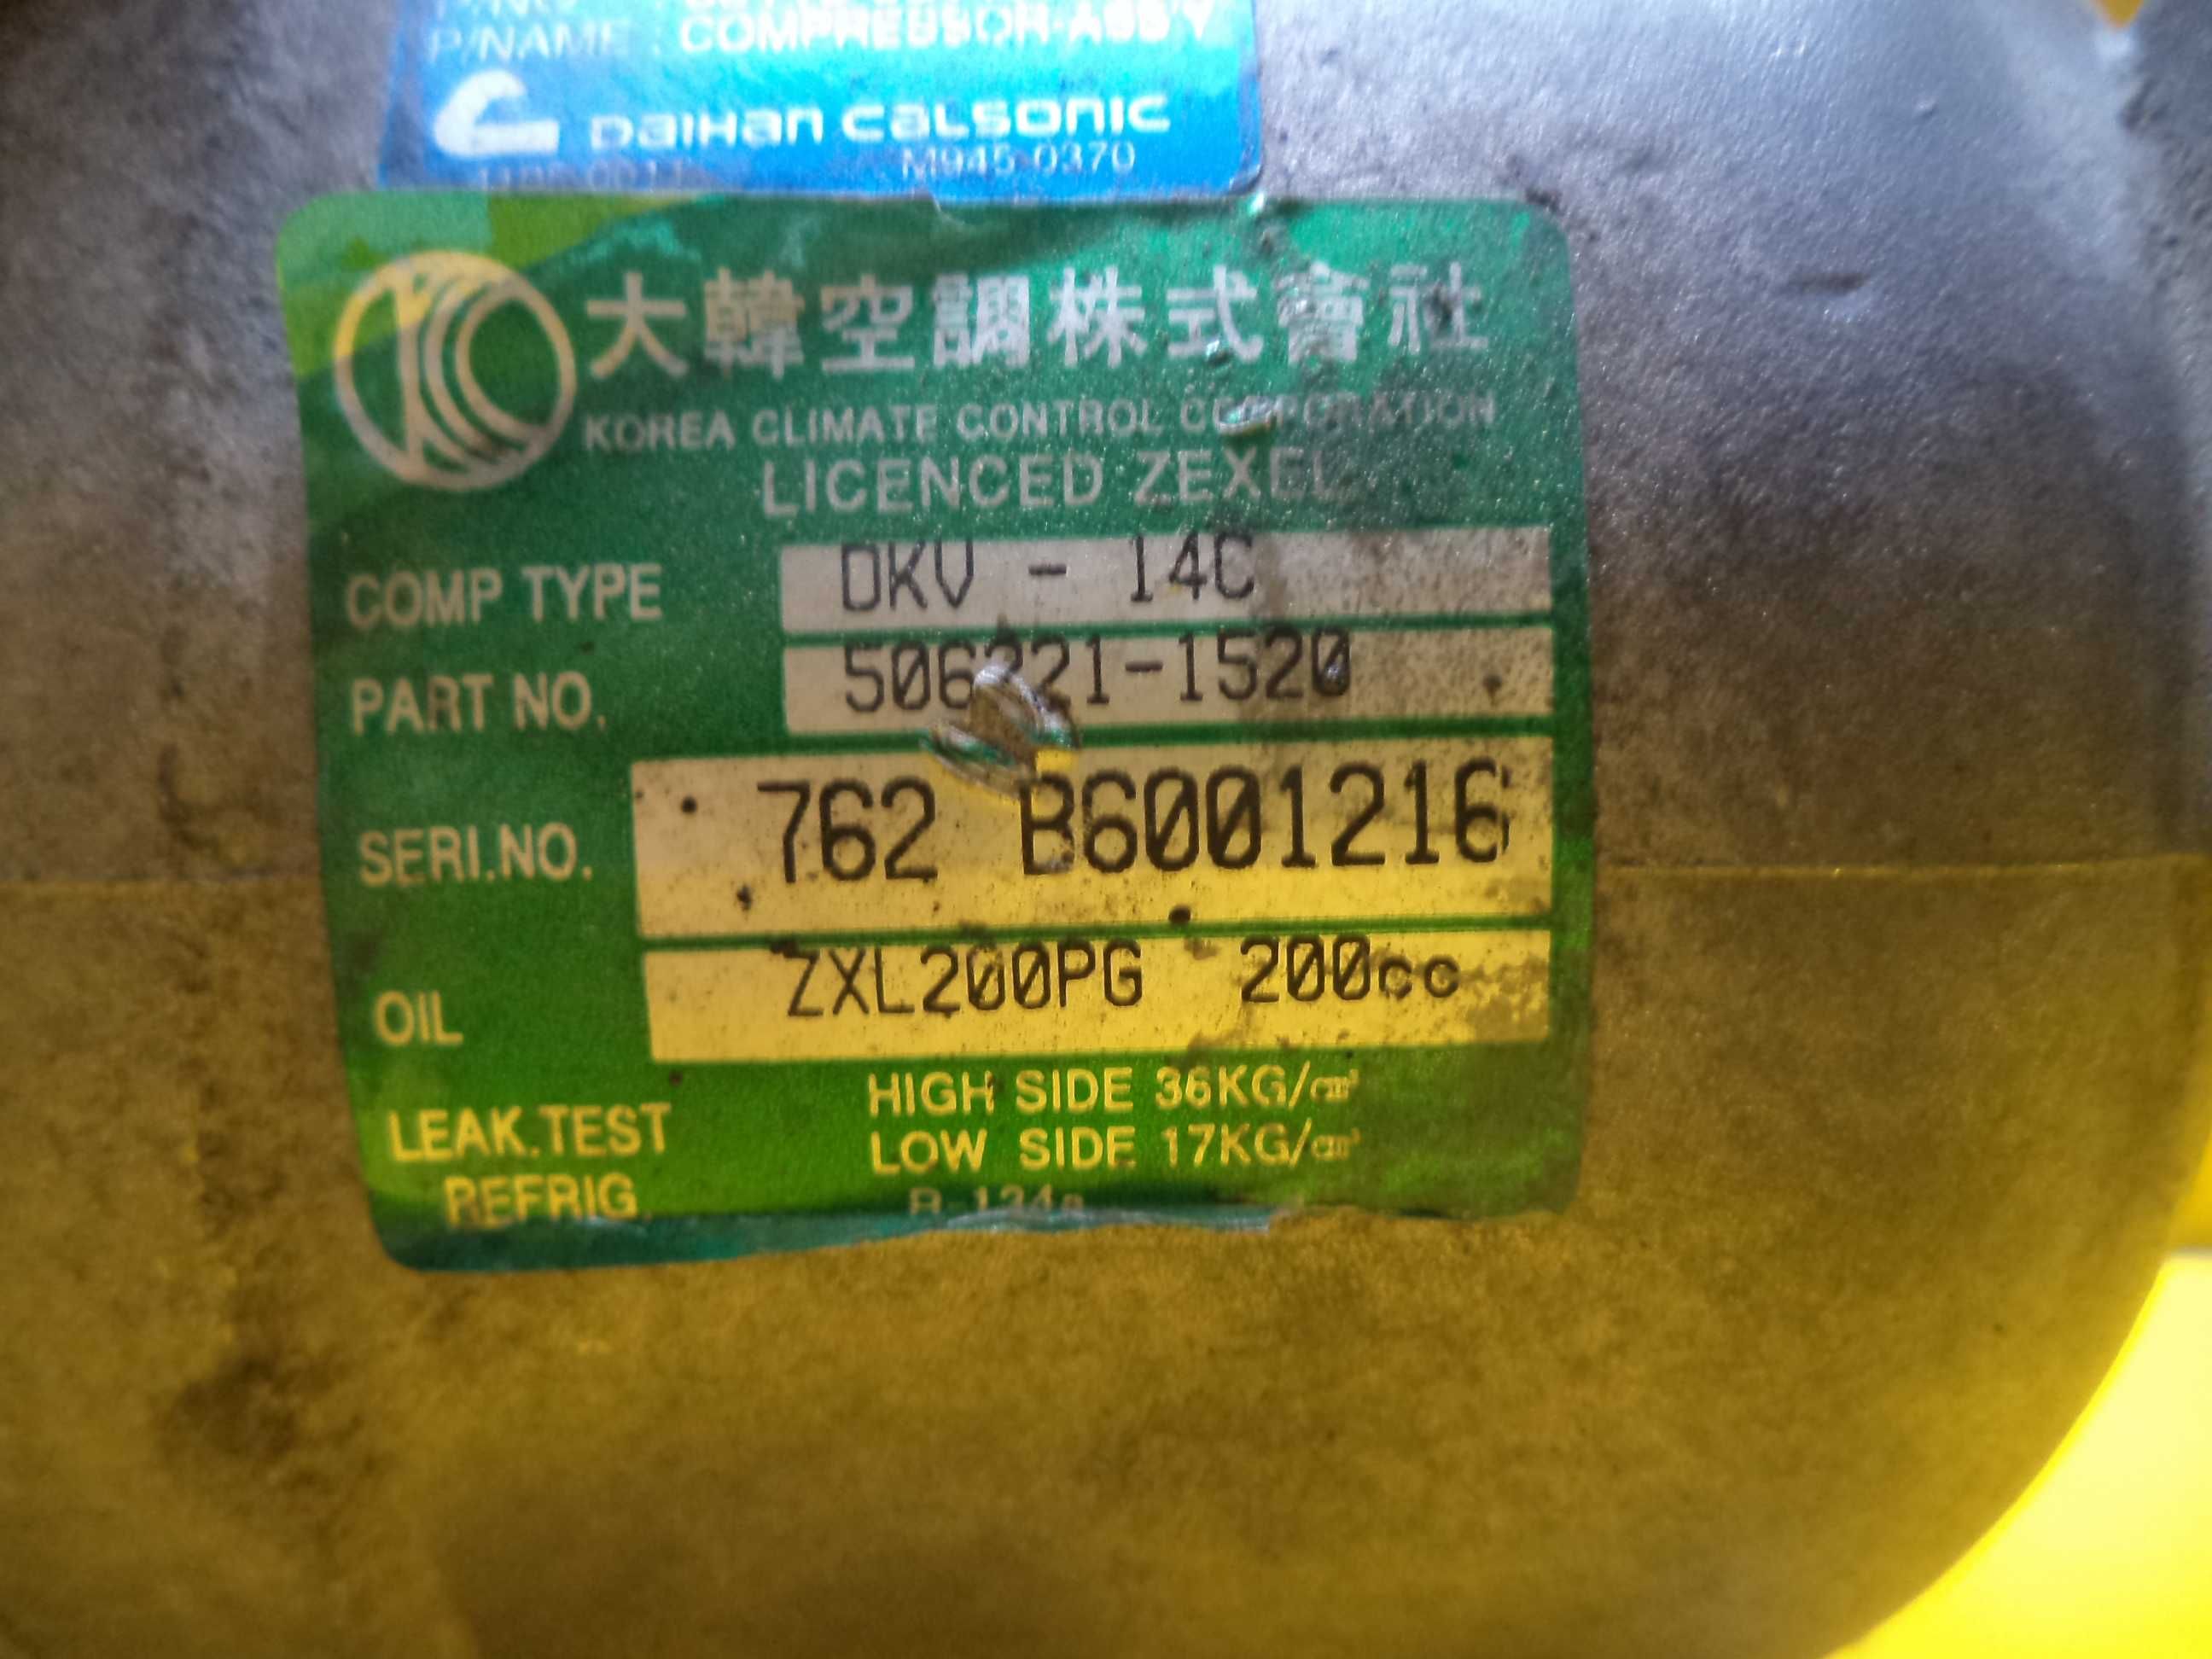 P/NAME : COMPRESSOR-ASS'Y
DaiHan CaLSONiC
M945-0370
大韓空調株式會社
KOREA CLIMATE CONTROL CORPORATION
LICENCED ZEXEL
COMP TYPE DKV - 14C
PART NO. 506221-1520
SERI.NO. 762 B6001216
OIL ZXL200PG 200cc
LEAK.TEST HIGH SIDE 36KG/㎠
LOW SIDE 17KG/㎠
REFRIG. R-134a